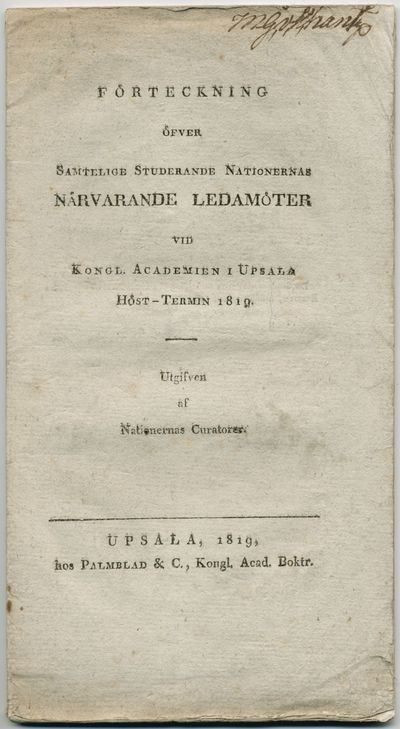 FÖRTECKNING
ÖFVER
SAMTELIGE STUDERANDE NATIONERNAS
NÄRVARANDE LEDAMÖTER
VID
KONGL. ACADEMIEN I UPSALA
HÖST-TERMIN 1819.
Utgifven
af
Nationernas Curatorer.
UPSALA, 1819,
hos PALMBLAD & C., Kongl. Acad. Boktr.